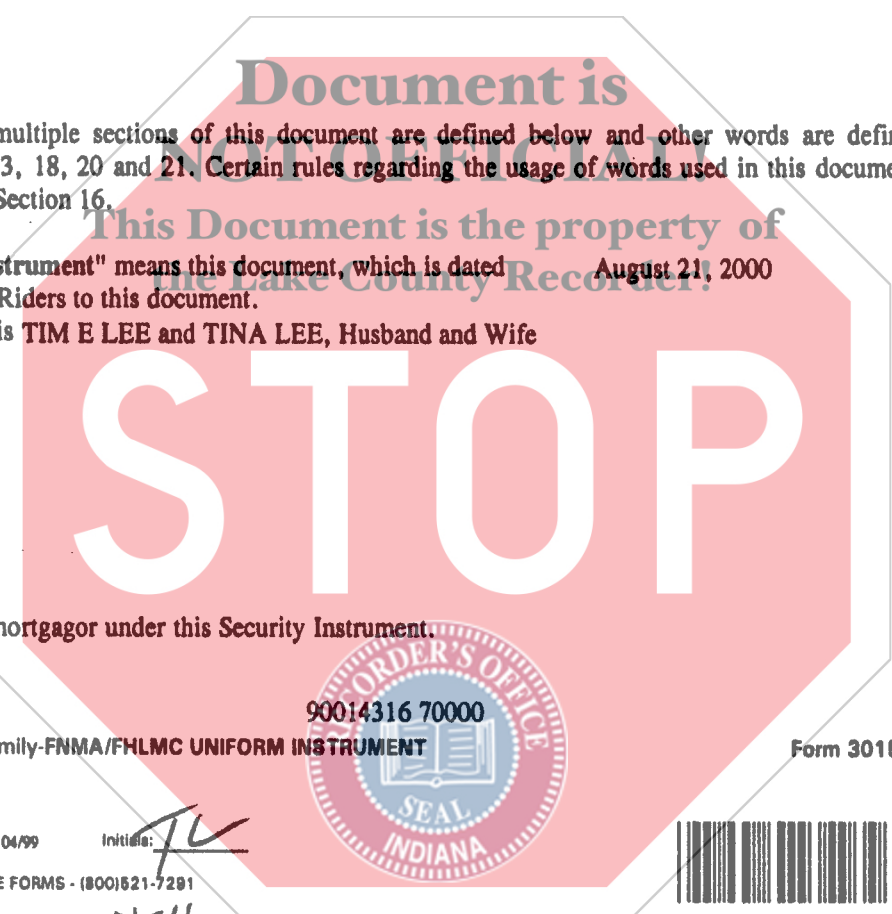 Document is
multiple sections of this document are defined below and other words are defin
NOT OFFICIAL!
3, 18, 20 and 21. Certain rules regarding the usage of words used in this docume
Section 16.
This Document is the property of
strument" means this document, which is dated August 21, 2000
the Lake County Recorder!
Riders to this document.
is TIM E LEE and TINA LEE, Husband and Wife
STOP
nortgagor under this Security Instrument.
RECORDER'S OFFICE
90014316 70000
mily-FNMA/FHLMC UNIFORM INSTRUMENT Form 301
SEAL
INDIANA
04/99 Initials: TL
E FORMS - (800)521-7291